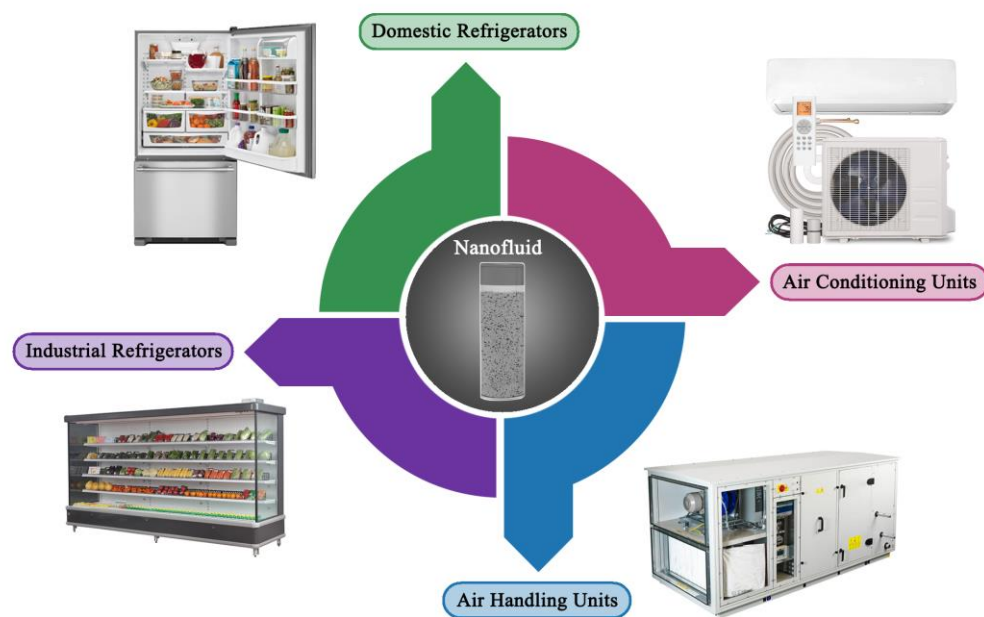 Domestic Refrigerators
Nanofluid
Air Conditioning Units
Industrial Refrigerators
Air Handling Units